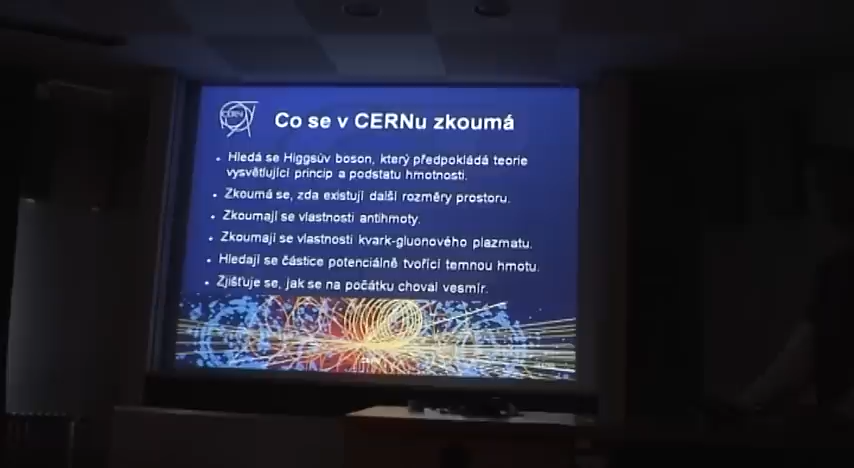 CERN
Co se v CERNu zkoumá
• Hledá se Higgsův boson, který předpokládá teorie
vysvětlující princip a podstatu hmotnosti.
• Zkoumá se, zda existují další rozměry prostoru.
• Zkoumají se vlastnosti antihmoty.
• Zkoumají se vlastnosti kvark-gluonového plazmatu.
• Hledají se částice potenciálně tvořící temnou hmotu.
• Zjišťuje se, jak se na počátku choval vesmír.